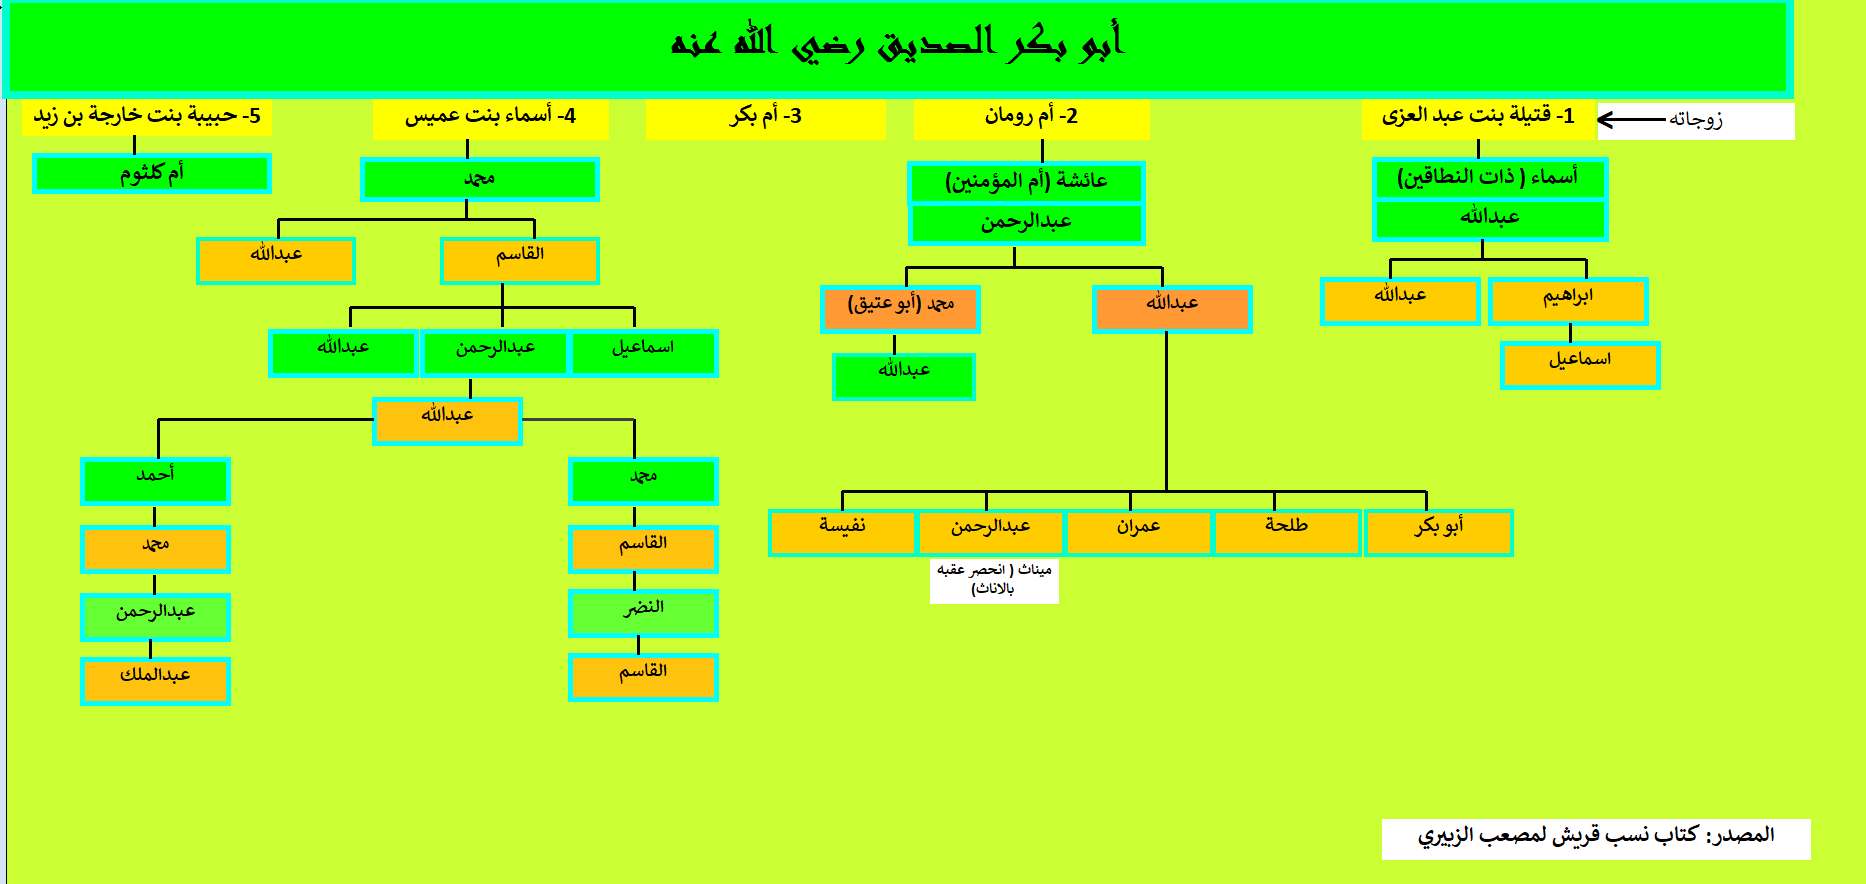 أبو بكر الصديق رضي الله عنه
زوجاته
1- قتيلة بنت عبد العزى
2- أم رومان
3- أم بكر
4- أسماء بنت عميس
5- حبيبة بنت خارجة بن زيد
أسماء ( ذات النطاقين)
عبدالله
ابراهيم
عبدالله
اسماعيل
عائشة (أم المؤمنين)
عبدالرحمن
عبدالله
محمد (أبو عتيق)
عبدالله
أبو بكر
طلحة
عمران
عبدالرحمن
نفيسة
ميناث ( انحصر عقبه
بالاناث)
محمد
القاسم
عبدالله
اسماعيل
عبدالرحمن
عبدالله
عبدالله
محمد
القاسم
النضر
القاسم
أحمد
محمد
عبدالرحمن
عبدالملك
أم كلثوم
المصدر: كتاب نسب قريش لمصعب الزبيري